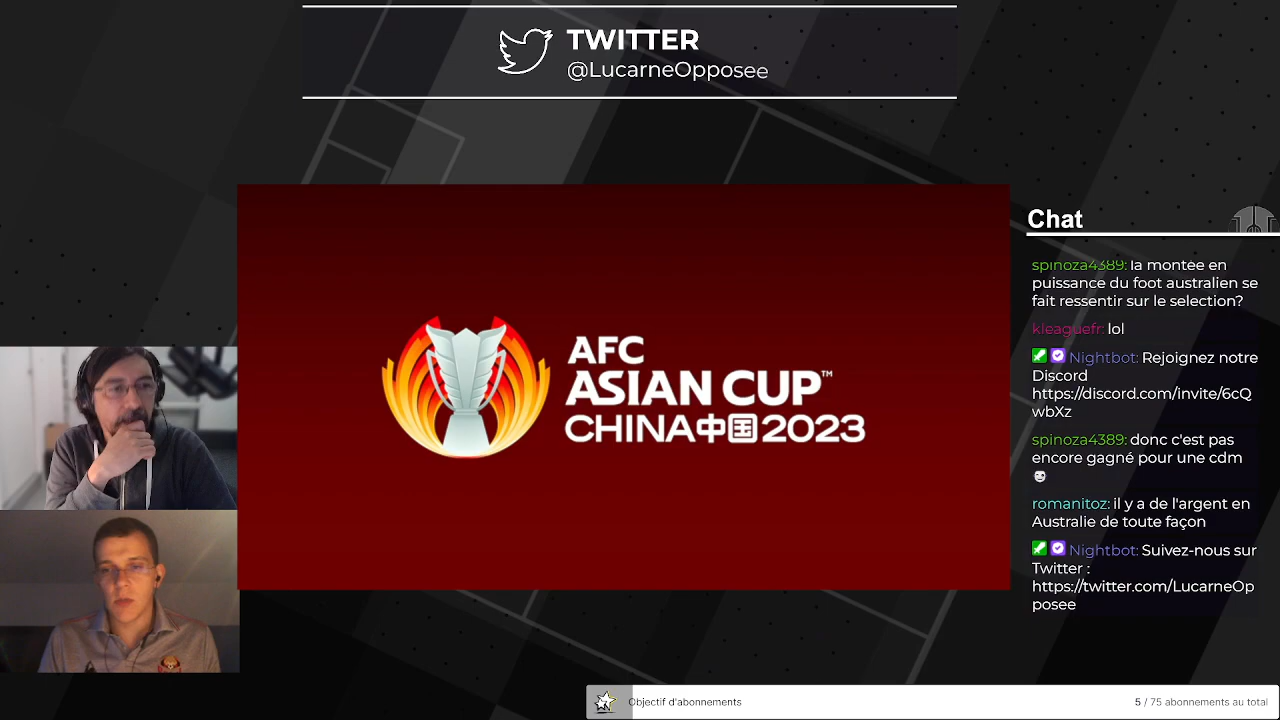 TWITTER
@LucarneOpposee
AFC
ASIAN CUP™
CHINA中国2023
Chat
spinoza4389: la montée en
puissance du foot australien se
fait ressentir sur le selection?
kleaguefr: lol
Nightbot: Rejoignez notre
Discord
https://discord.com/invite/6cQ
wbXz
spinoza4389: donc c'est pas
encore gagné pour une cdm
romanitoz: il y a de l'argent en
Australie de toute façon
Nightbot: Suivez-nous sur
Twitter :
https://twitter.com/LucarneOp
posee
Objectif d'abonnements
5 / 75 abonnements au total